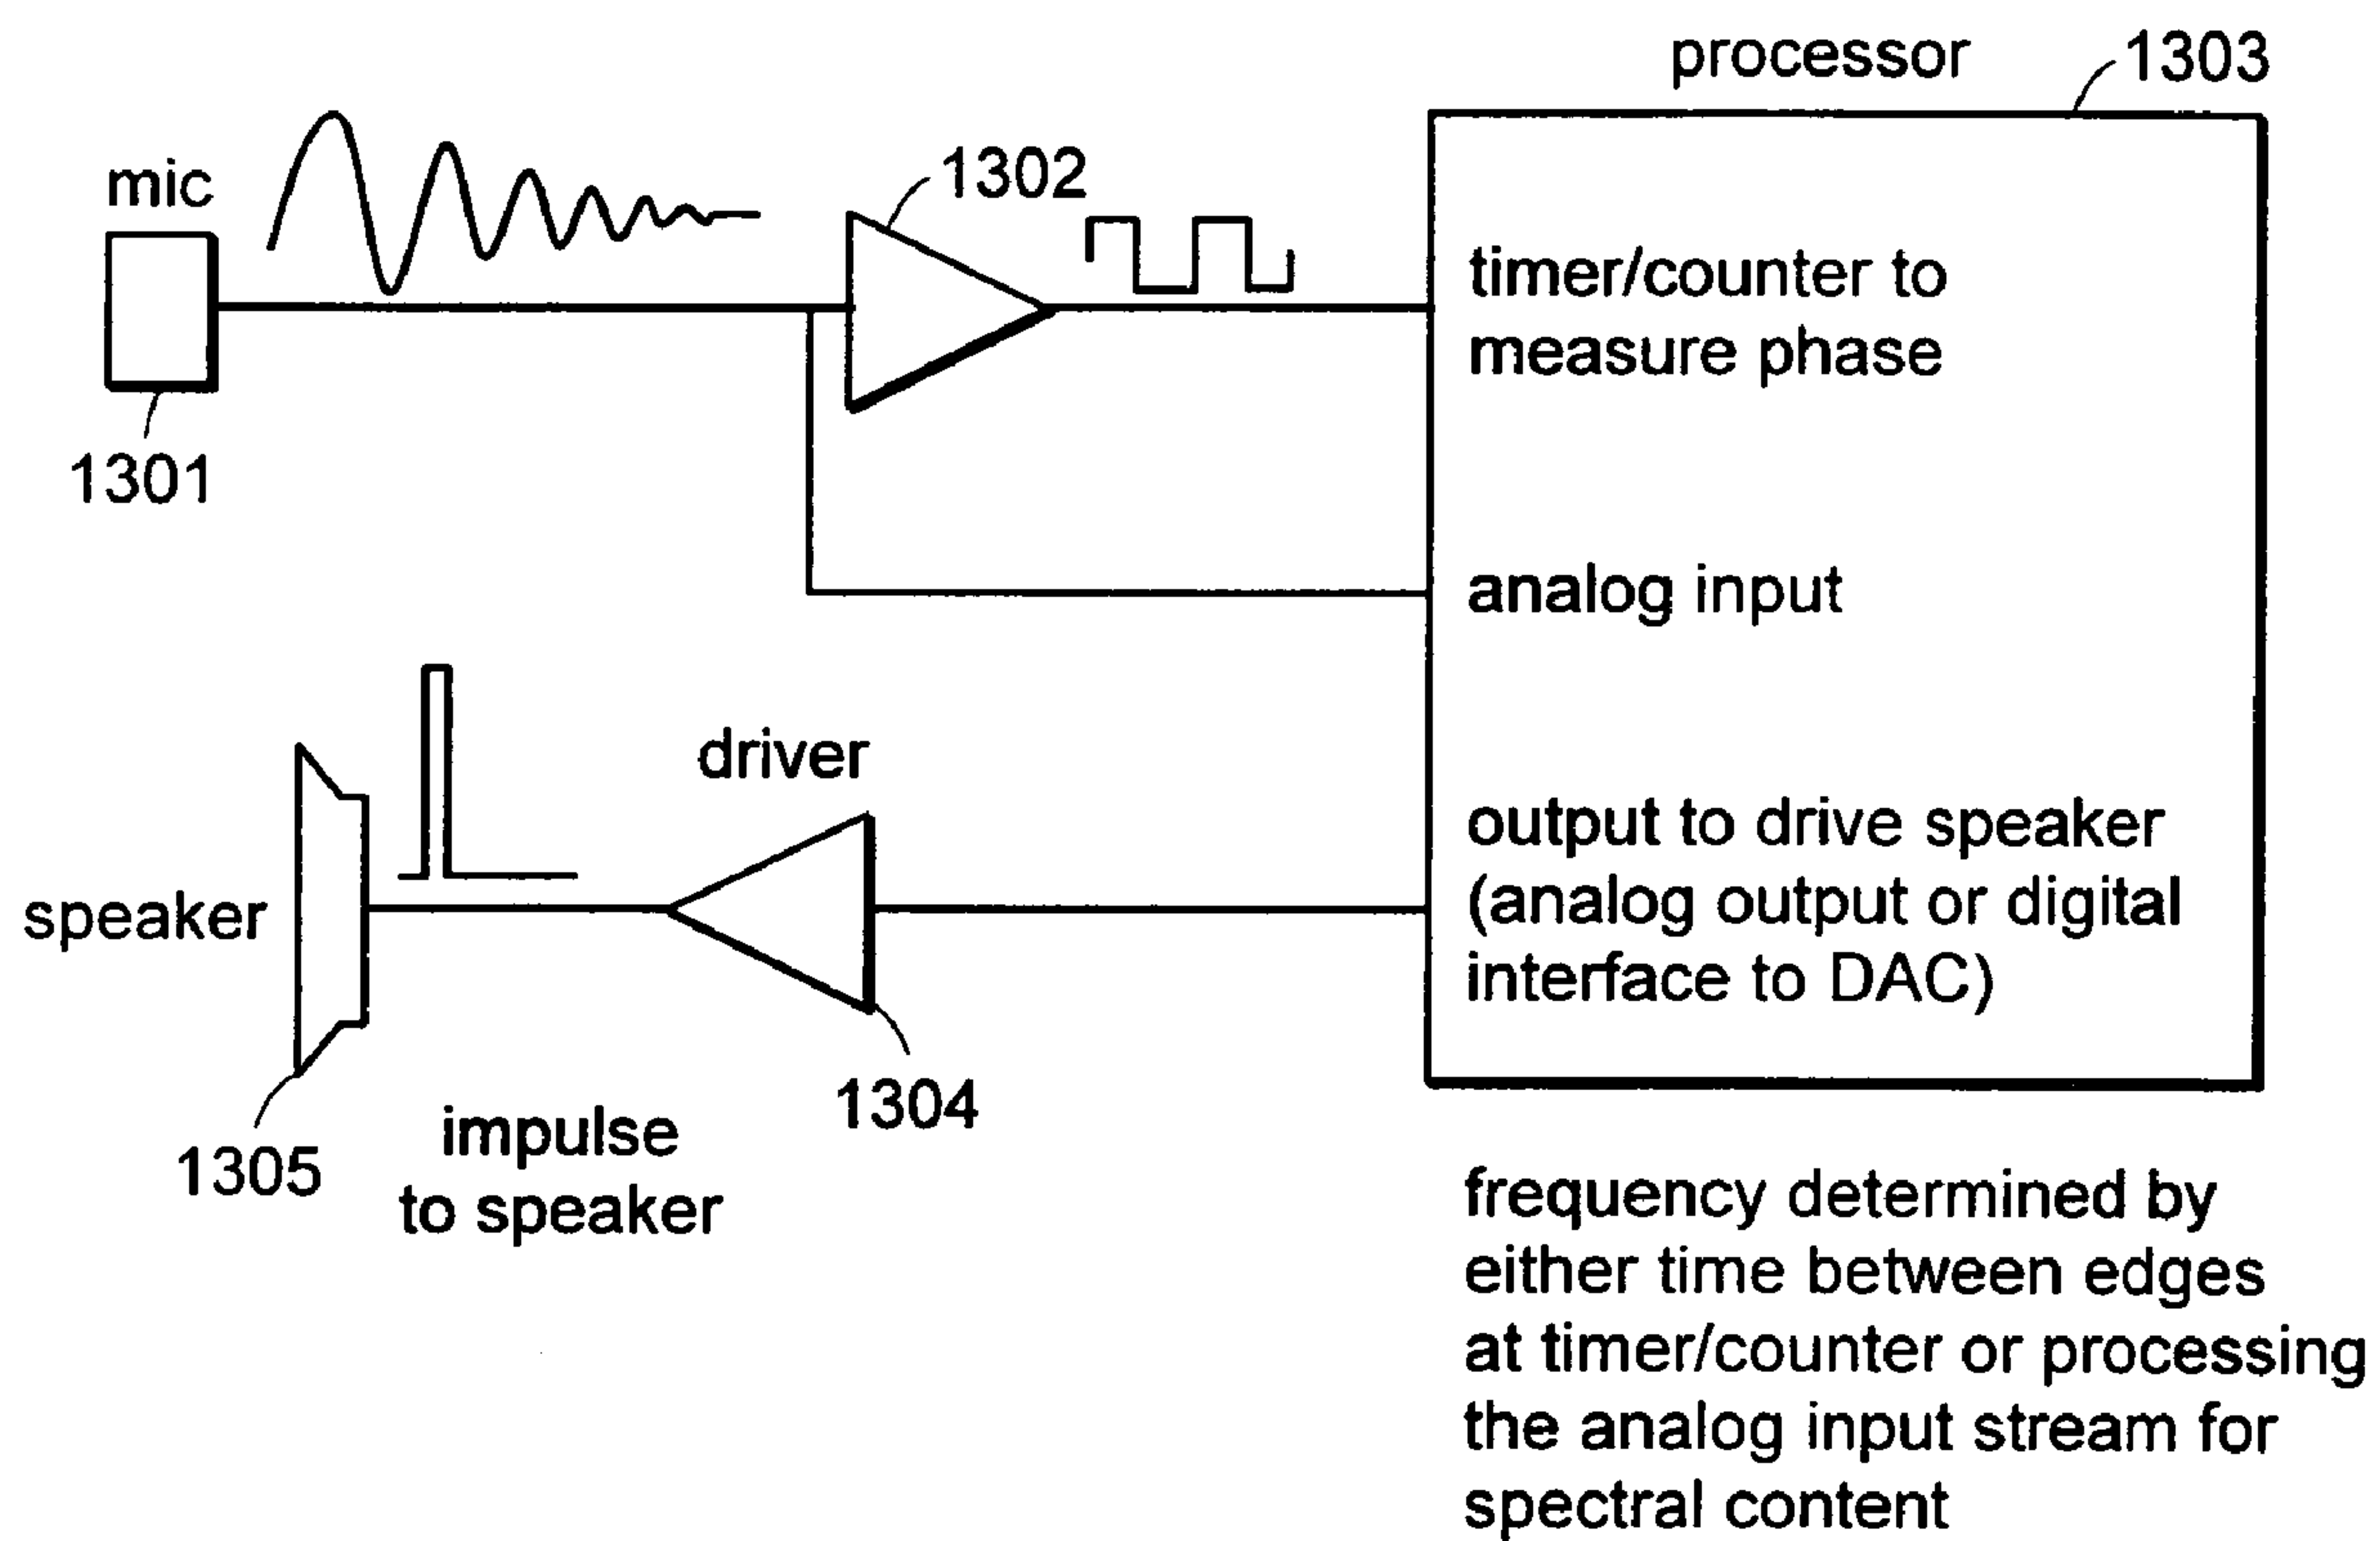 processor
1303
mic
1302
timer/counter to
measure phase
1301
analog input
driver
output to drive speaker
(analog output or digital
interface to DAC)
speaker
1304
1305
impulse
to speaker
frequency determined by
either time between edges
at timer/counter or processing
the analog input stream for
spectral content